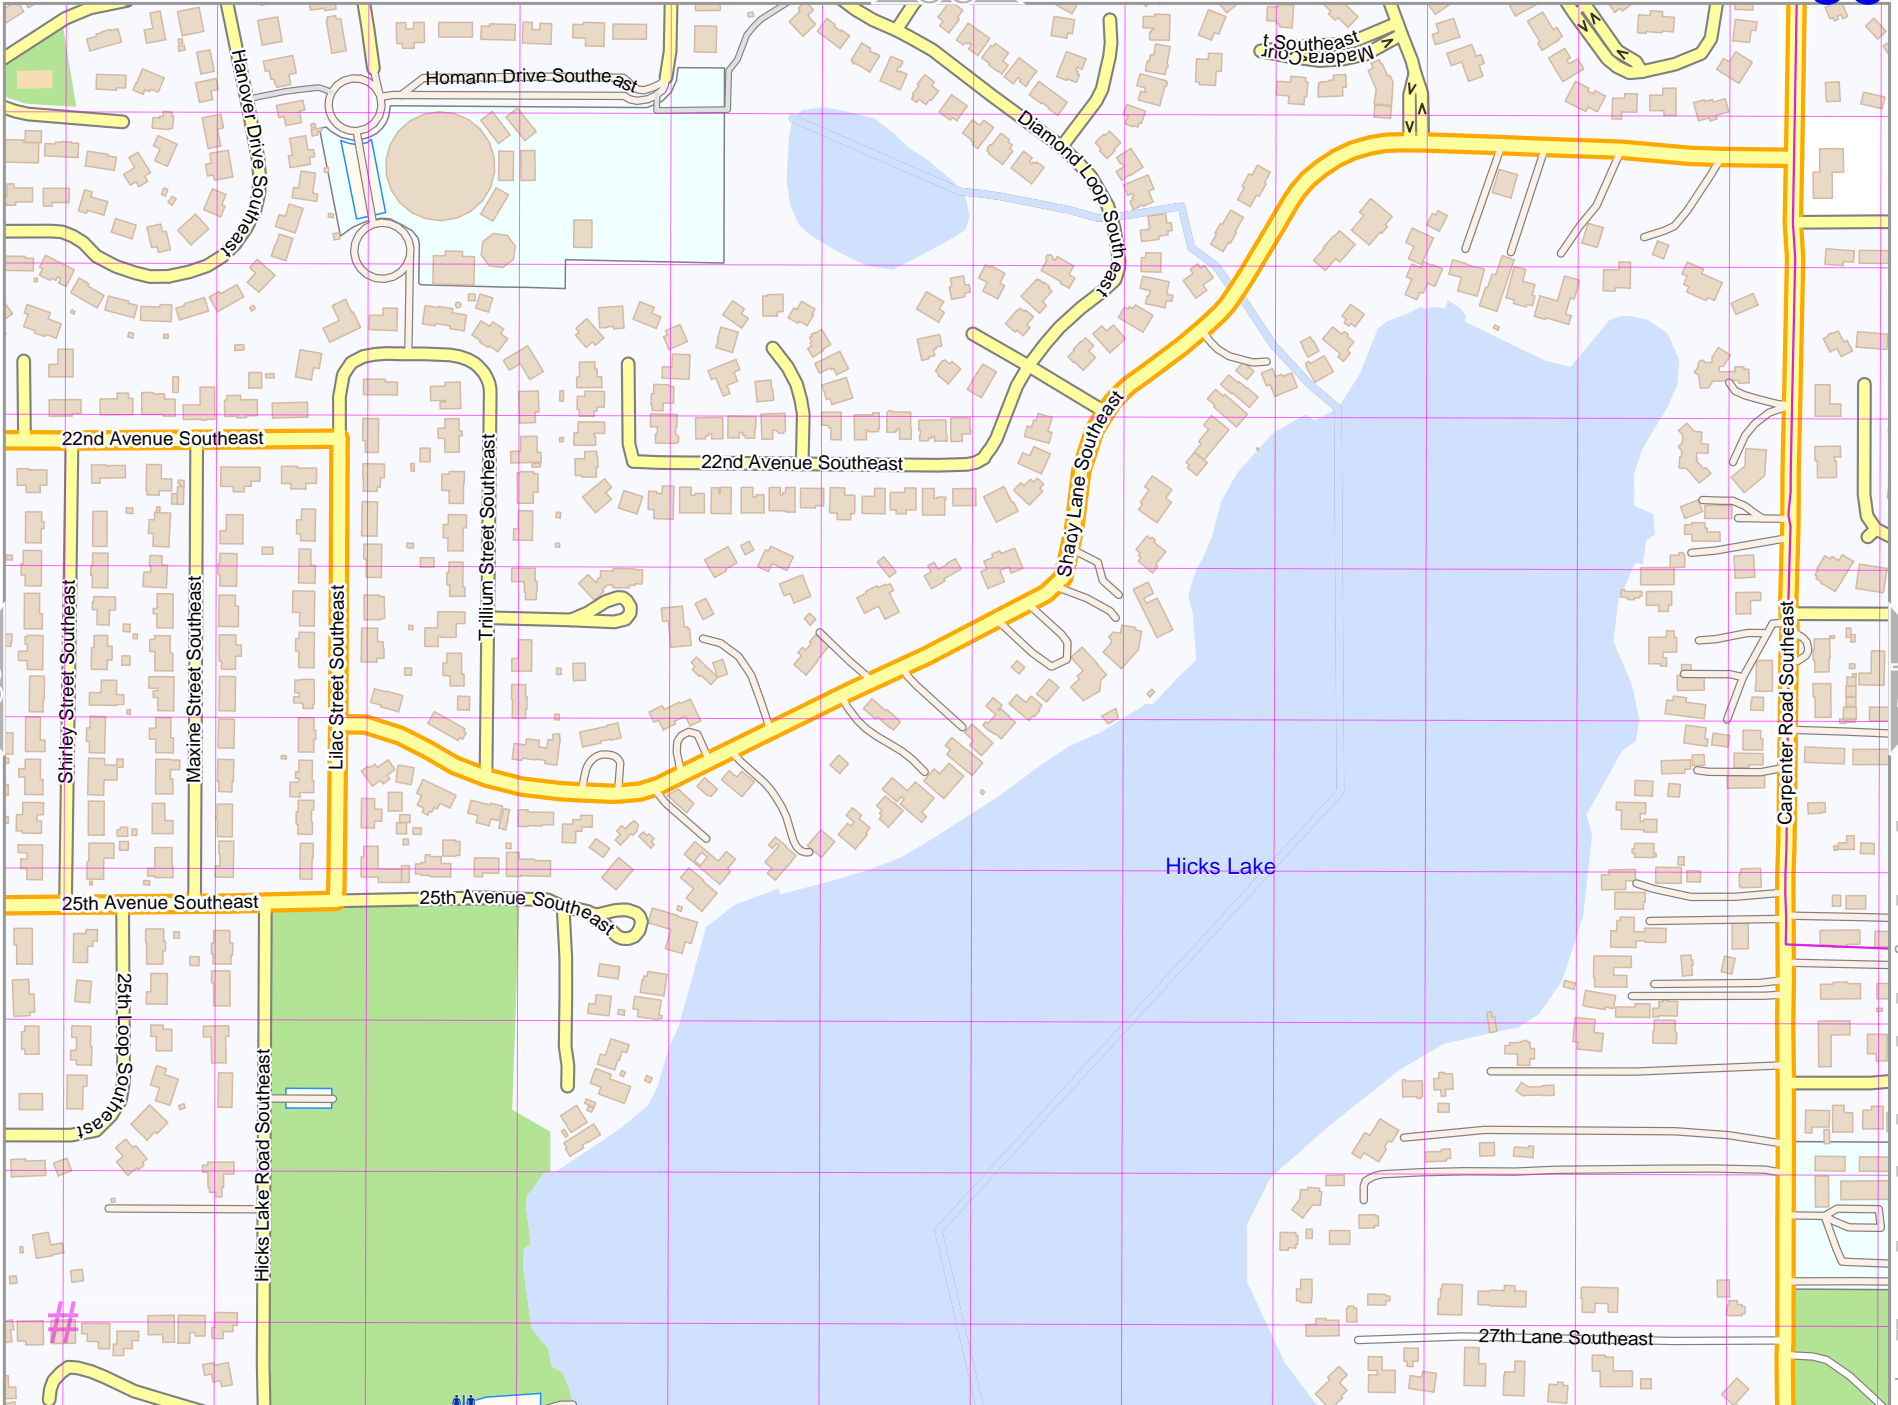 Homann Drive Southeast
Hanover Drive Southeast
Madera Court Southeast
Diamond Loop Southeast
22nd Avenue Southeast
22nd Avenue Southeast
Shady Lane Southeast
Trillium Street Southeast
Shirley Street Southeast
Maxine Street Southeast
Lilac Street Southeast
Carpenter Road Southeast
Hicks Lake
25th Avenue Southeast
25th Avenue Southeast
25th Loop Southeast
Hicks Lake Road Southeast
#
27th Lane Southeast